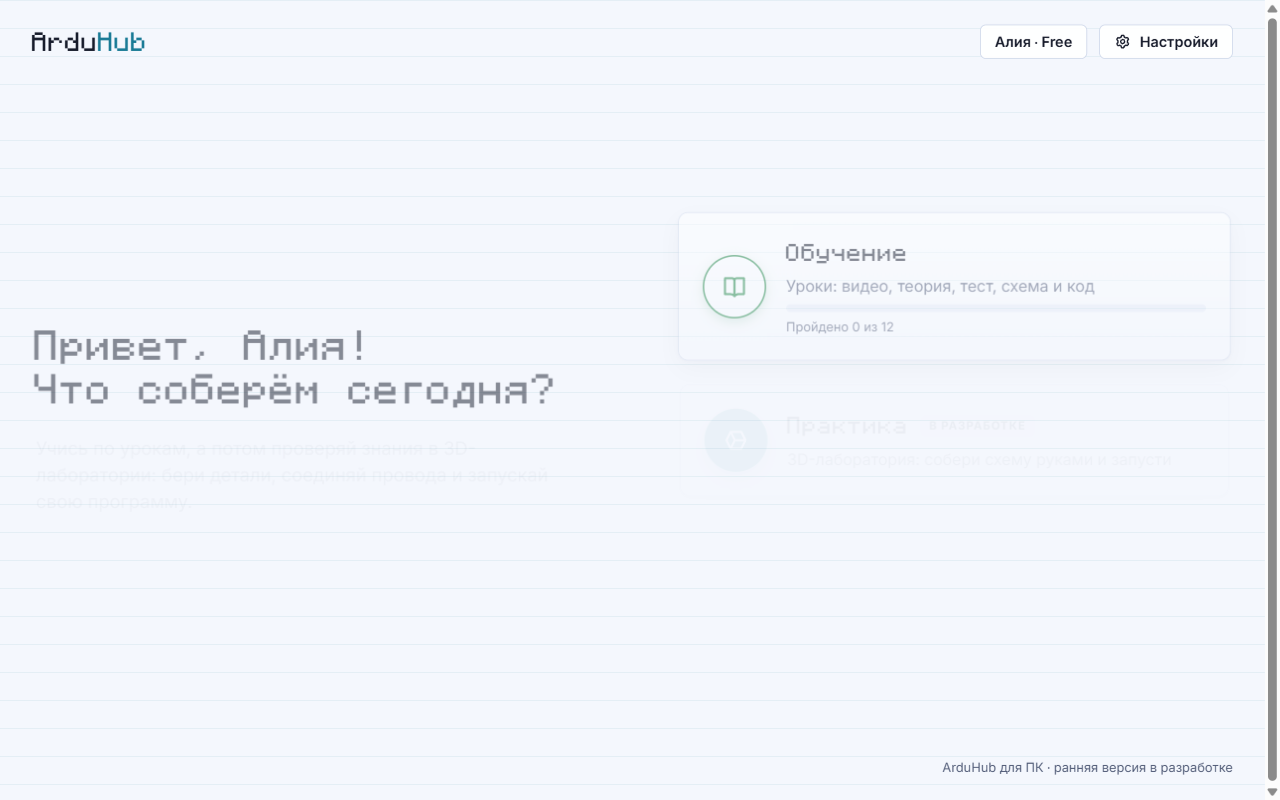 ArduHub
Алия · Free
Настройки
Привет, Алия!
Что соберём сегодня?
Учись по урокам, а потом проверяй знания в 3D-
лаборатории: бери детали, соединяй провода и запускай
свою программу.
Обучение
Уроки: видео, теория, тест, схема и код
Пройдено 0 из 12
Практика
В РАЗРАБОТКЕ
3D-лаборатория: собери схему руками и запусти
ArduHub для ПК · ранняя версия в разработке